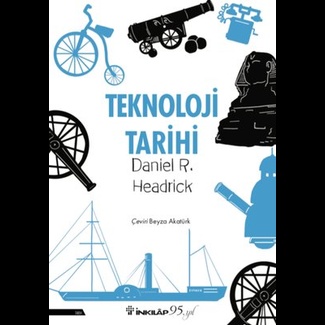 TEKNOLOJİ
TARİHİ
Daniel R.
Headrick
Çeviri Beyza Akatürk
İNKILÂP 95.yıl